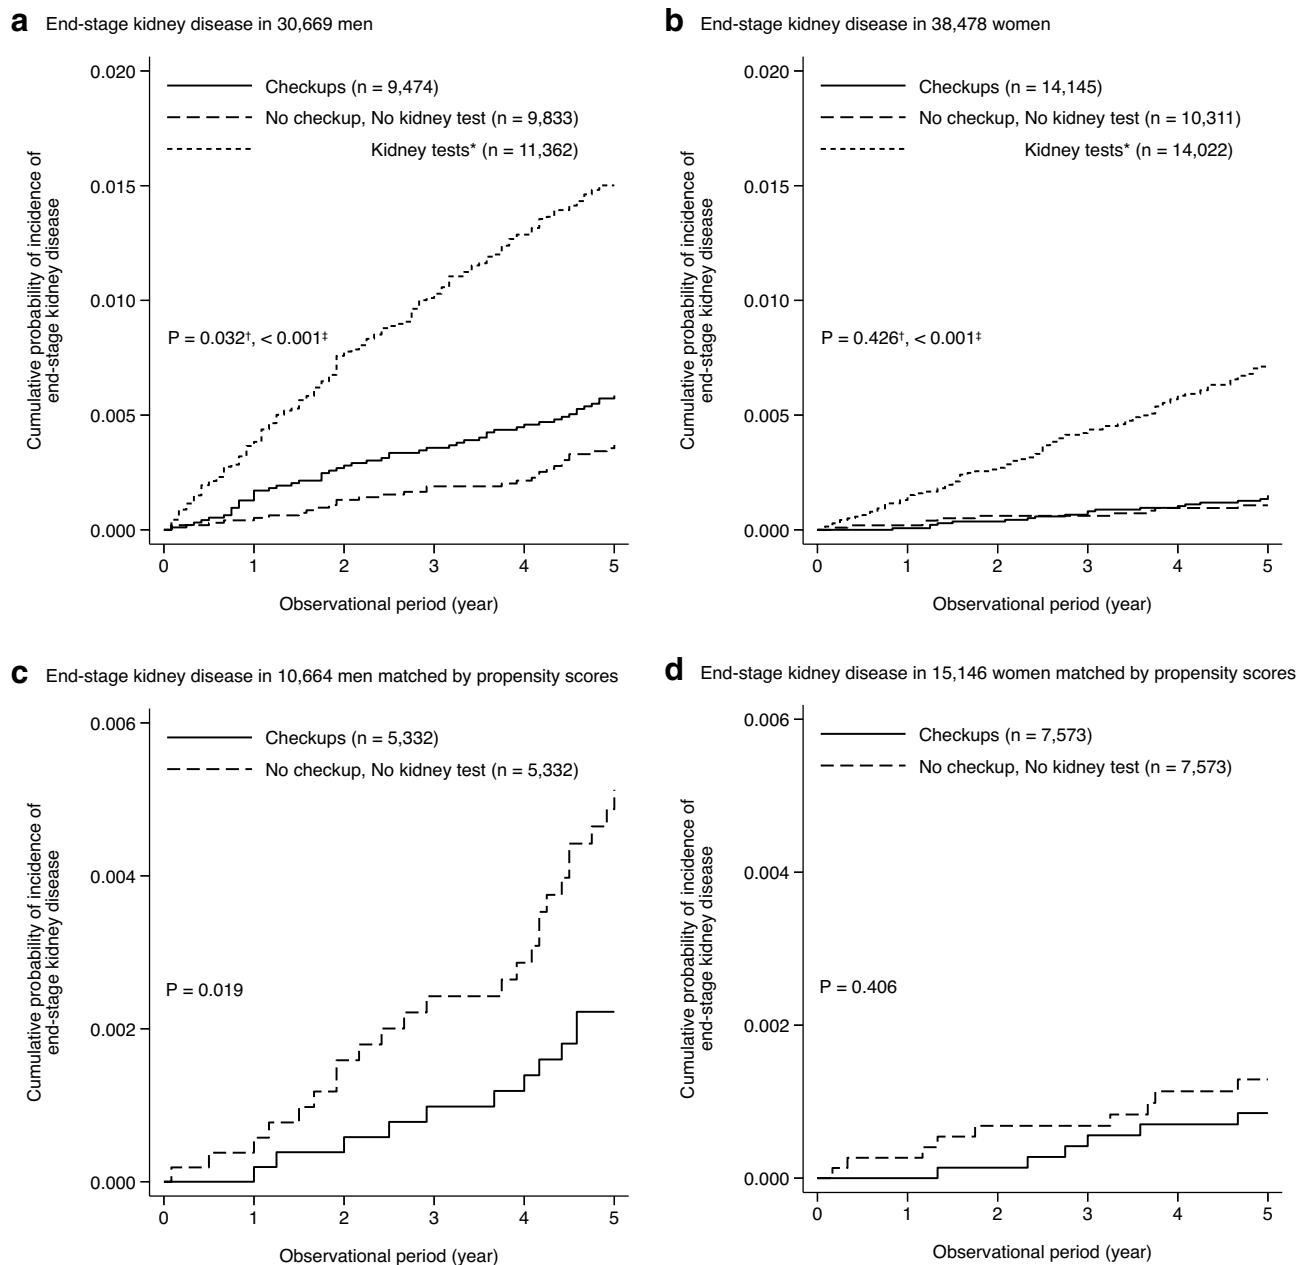 a End-stage kidney disease in 30,669 men
0.020
0.015
0.010
0.005
0.000
Cumulative probability of incidence of
end-stage kidney disease
Checkups (n = 9,474)
No checkup, No kidney test (n = 9,833)
Kidney tests* (n = 11,362)
P = 0.032†, < 0.001‡
0 1 2 3 4 5
Observational period (year)
b End-stage kidney disease in 38,478 women
0.020
0.015
0.010
0.005
0.000
Cumulative probability of incidence of
end-stage kidney disease
Checkups (n = 14,145)
No checkup, No kidney test (n = 10,311)
Kidney tests* (n = 14,022)
P = 0.426†, < 0.001‡
0 1 2 3 4 5
Observational period (year)
c End-stage kidney disease in 10,664 men matched by propensity scores
0.006
0.004
0.002
0.000
Cumulative probability of incidence of
end-stage kidney disease
Checkups (n = 5,332)
No checkup, No kidney test (n = 5,332)
P = 0.019
0 1 2 3 4 5
Observational period (year)
d End-stage kidney disease in 15,146 women matched by propensity scores
0.006
0.004
0.002
0.000
Cumulative probability of incidence of
end-stage kidney disease
Checkups (n = 7,573)
No checkup, No kidney test (n = 7,573)
P = 0.406
0 1 2 3 4 5
Observational period (year)